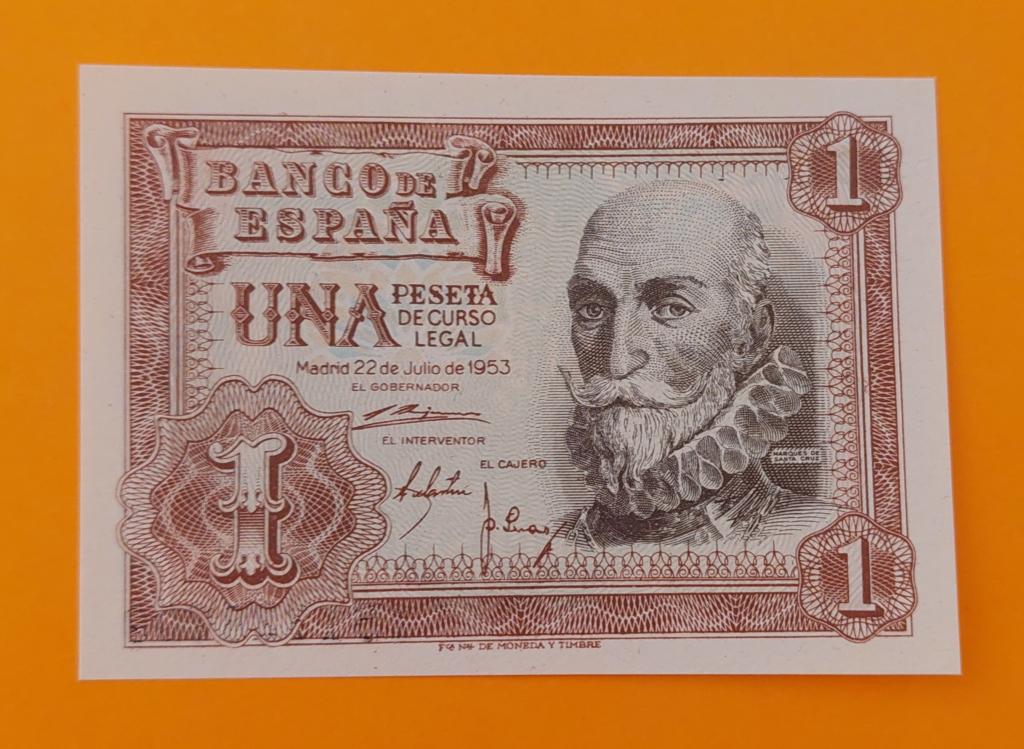 BANCO DE
ESPAÑA
1
UNA PESETA
DE CURSO
LEGAL
Madrid 22 de Julio de 1953
EL GOBERNADOR
EL INTERVENTOR
EL CAJERO
MARQUES DE
SANTA CRUZ
1
1
Fca Nal DE MONEDA Y TIMBRE